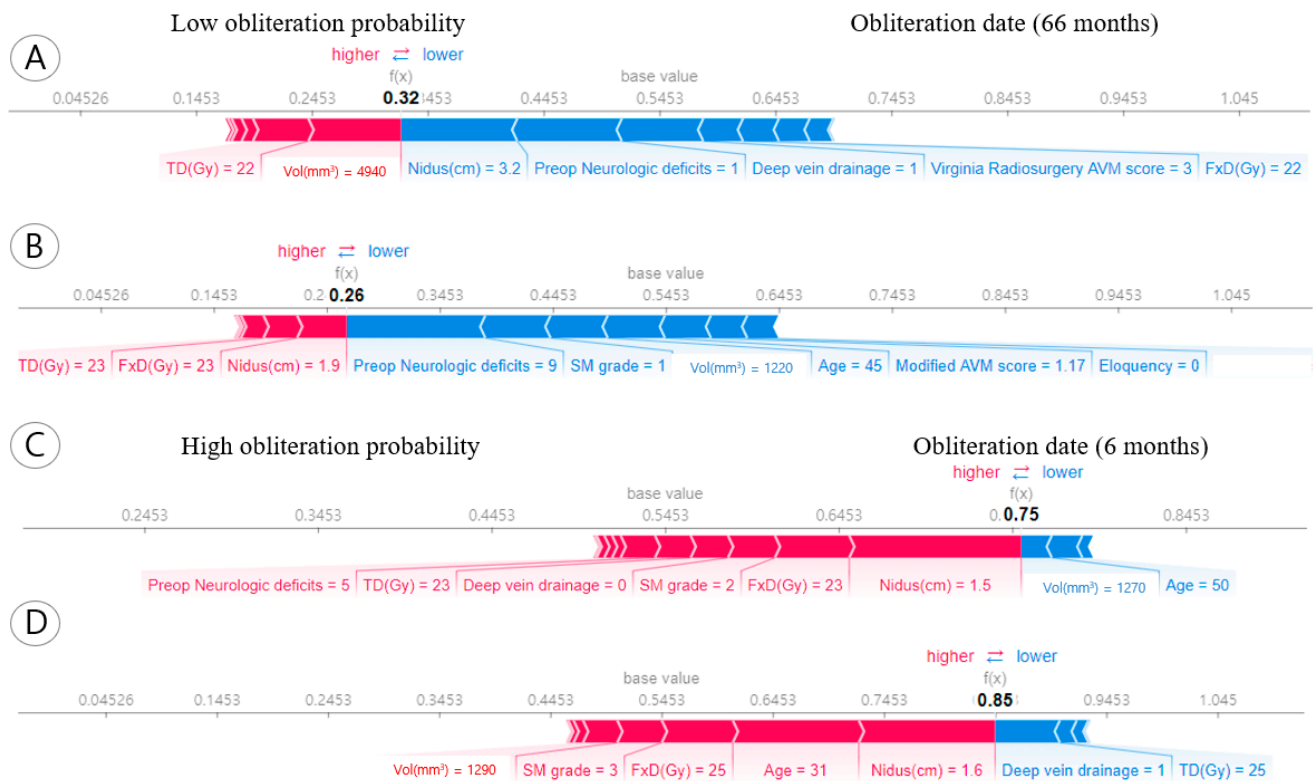 Low obliteration probability
Obliteration date (66 months)
A
higher ⇄ lower
f(x)
base value
0.04526 0.1453 0.2453 0.32 3453 0.4453 0.5453 0.6453 0.7453 0.8453 0.9453 1.045
TD(Gy) = 22 Vol(mm³) = 4940 Nidus(cm) = 3.2 Preop Neurologic deficits = 1 Deep vein drainage = 1 Virginia Radiosurgery AVM score = 3 FxD(Gy) = 22
B
higher ⇄ lower
f(x)
base value
0.04526 0.1453 0.2 0.26 0.3453 0.4453 0.5453 0.6453 0.7453 0.8453 0.9453 1.045
TD(Gy) = 23 FxD(Gy) = 23 Nidus(cm) = 1.9 Preop Neurologic deficits = 9 SM grade = 1 Vol(mm³) = 1220 Age = 45 Modified AVM score = 1.17 Eloquency = 0
C
High obliteration probability
Obliteration date (6 months)
higher ⇄ lower
base value
f(x)
0.2453 0.3453 0.4453 0.5453 0.6453 0. 0.75 0.8453
Preop Neurologic deficits = 5 TD(Gy) = 23 Deep vein drainage = 0 SM grade = 2 FxD(Gy) = 23 Nidus(cm) = 1.5 Vol(mm³) = 1270 Age = 50
D
higher ⇄ lower
base value
f(x)
0.04526 0.1453 0.2453 0.3453 0.4453 0.5453 0.6453 0.7453 0.85 0.9453 1.045
Vol(mm³) = 1290 SM grade = 3 FxD(Gy) = 25 Age = 31 Nidus(cm) = 1.6 Deep vein drainage = 1 TD(Gy) = 25